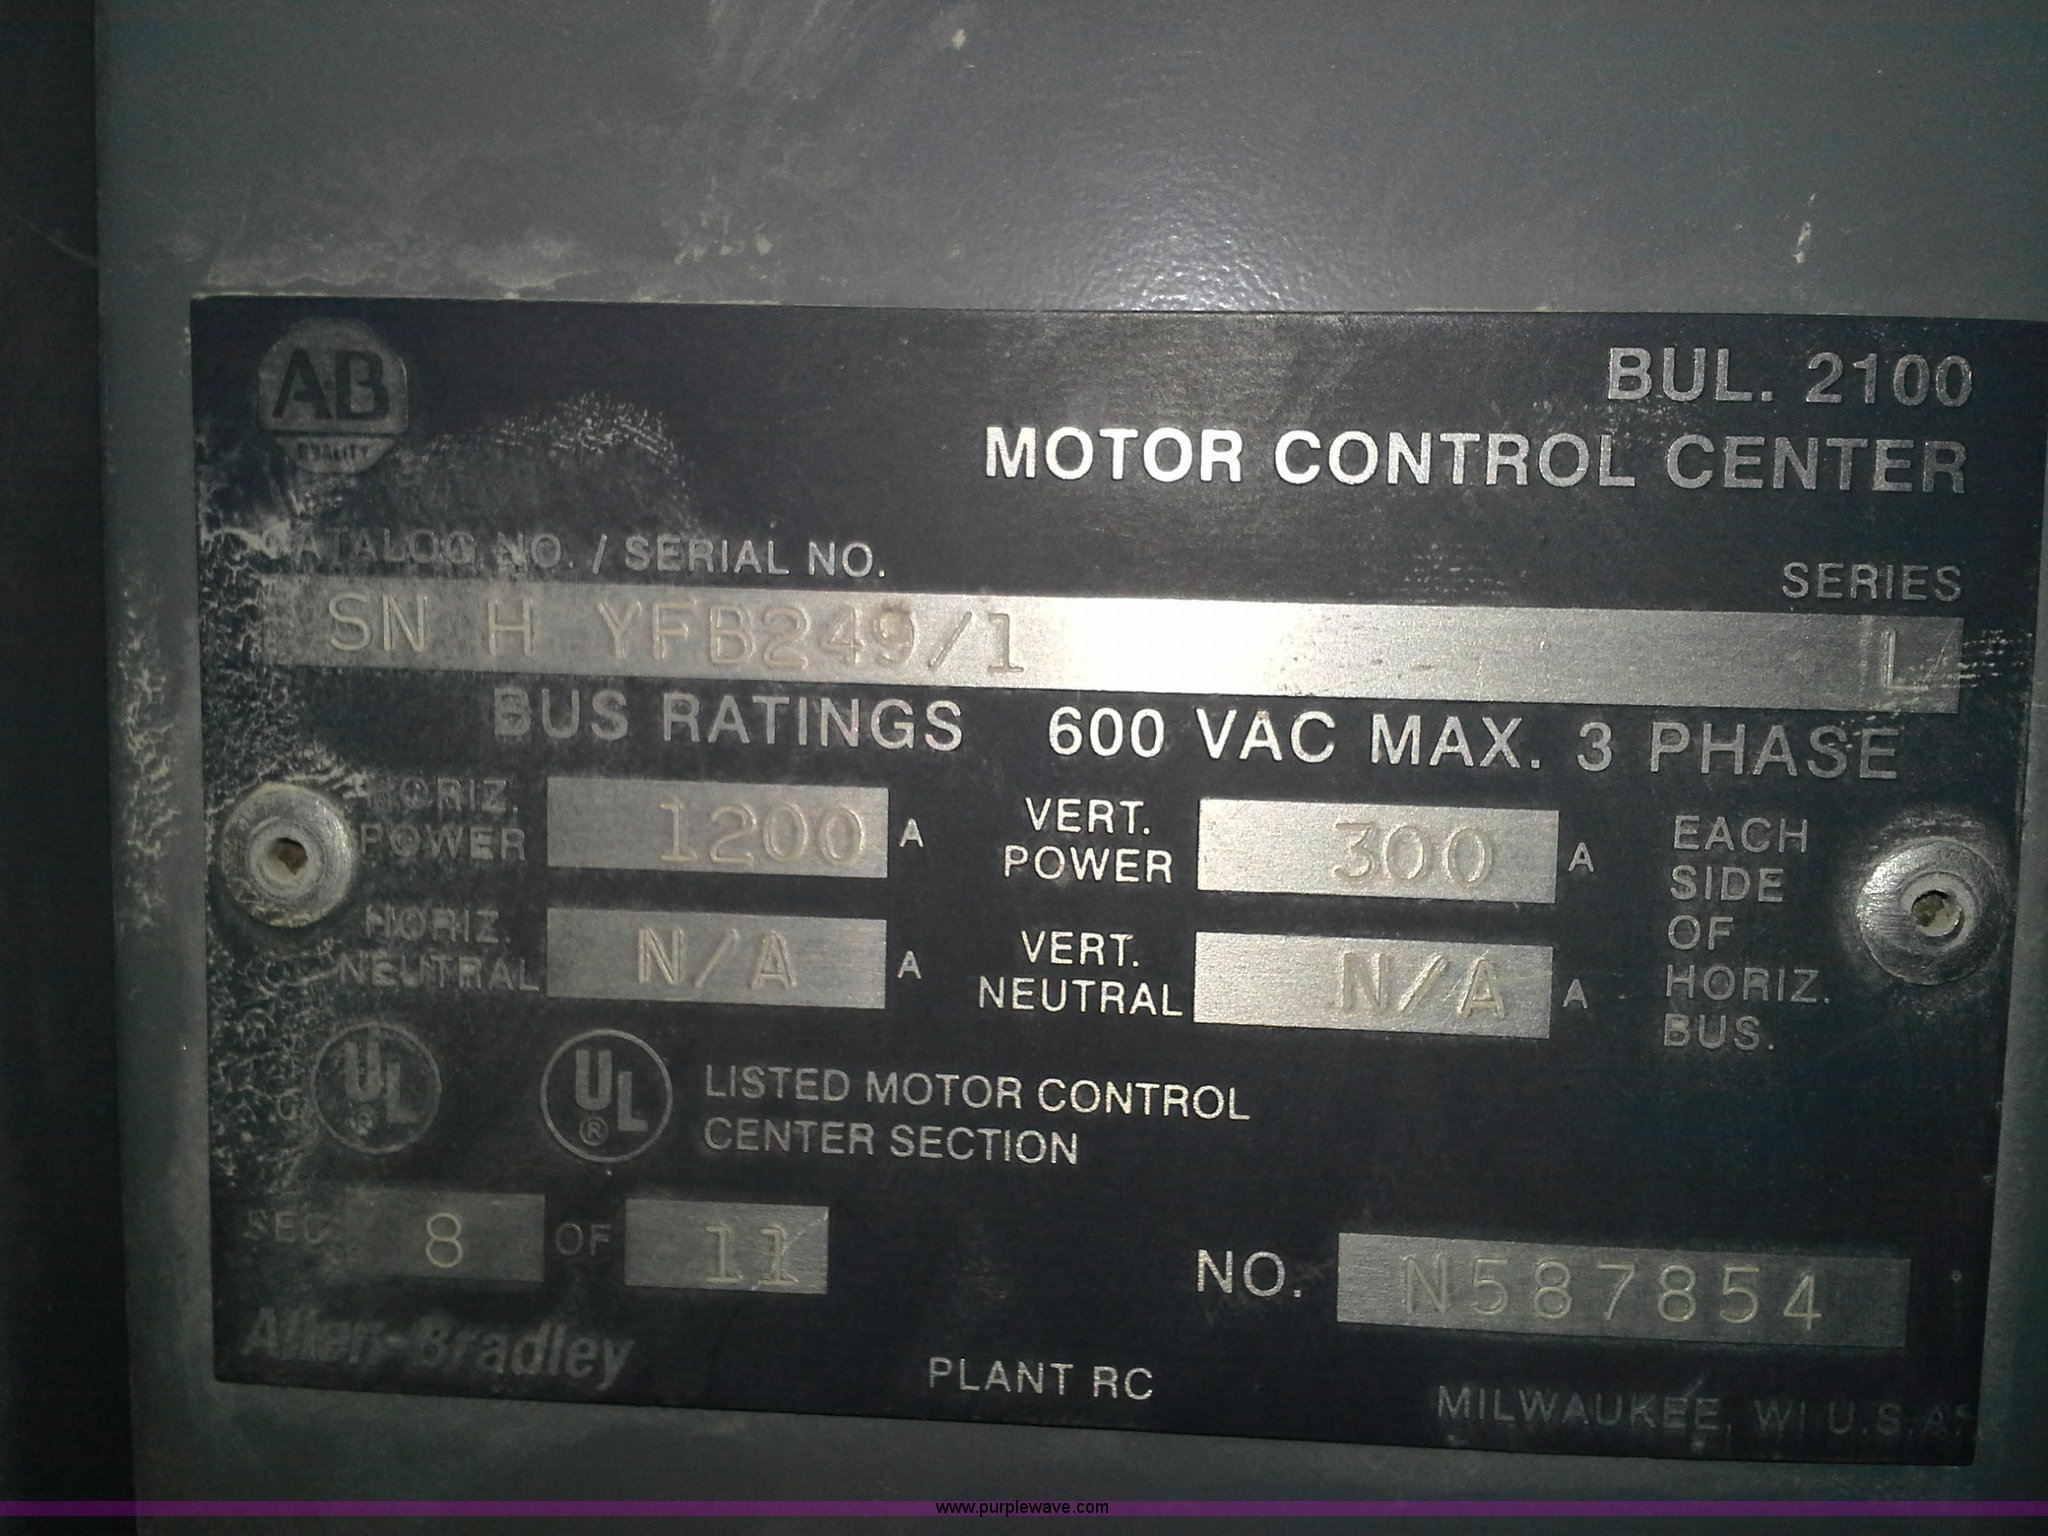 AB
QUALITY
BUL. 2100
MOTOR CONTROL CENTER
CATALOG NO. / SERIAL NO.
SERIES
SN H YFB249/1
L
BUS RATINGS 600 VAC MAX. 3 PHASE
HORIZ.
POWER
1200 A
VERT.
POWER
300 A
EACH
SIDE
OF
HORIZ.
BUS.
HORIZ.
NEUTRAL
N/A A
VERT.
NEUTRAL
N/A A
UL
®
UL
®
LISTED MOTOR CONTROL
CENTER SECTION
SEC 8 OF 11
NO. N587854
Allen-Bradley
PLANT RC
MILWAUKEE, WI U.S.A.
www.purplewave.com